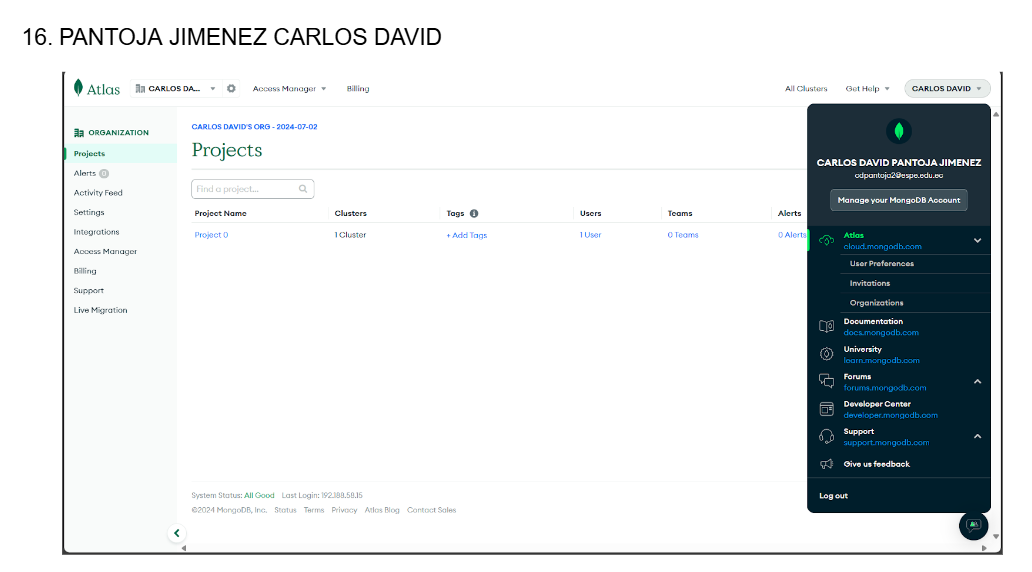 16. PANTOJA JIMENEZ CARLOS DAVID
Atlas CARLOS DA... Access Manager Billing All Clusters Get Help CARLOS DAVID
ORGANIZATION
Projects
Alerts 0
Activity Feed
Settings
Integrations
Access Manager
Billing
Support
Live Migration
CARLOS DAVID'S ORG - 2024-07-02
Projects
Find a project...
Project Name Clusters Tags Users Teams Alerts
Project 0 1 Cluster + Add Tags 1 User 0 Teams 0 Alerts
System Status: All Good Last Login: 192.188.58.15
©2024 MongoDB, Inc. Status Terms Privacy Atlas Blog Contact Sales
CARLOS DAVID PANTOJA JIMENEZ
cdpantoja2@espe.edu.ec
Manage your MongoDB Account
Atlas
cloud.mongodb.com
User Preferences
Invitations
Organizations
Documentation
docs.mongodb.com
University
learn.mongodb.com
Forums
forums.mongodb.com
Developer Center
developer.mongodb.com
Support
support.mongodb.com
Give us feedback
Log out